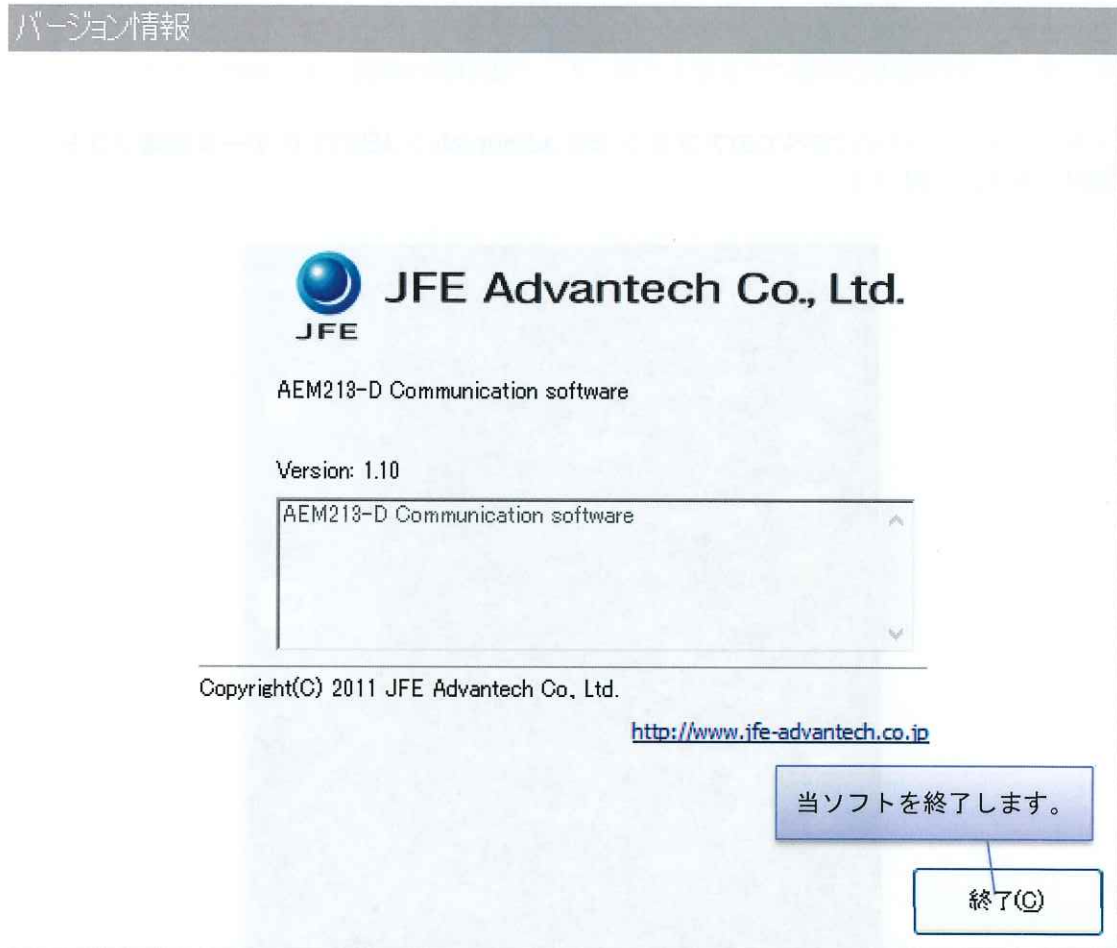 バージョン情報
JFE Advantech Co., Ltd.
JFE
AEM213-D Communication software
Version: 1.10
AEM213-D Communication software
Copyright(C) 2011 JFE Advantech Co, Ltd.
http://www.jfe-advantech.co.jp
当ソフトを終了します。
終了(C)